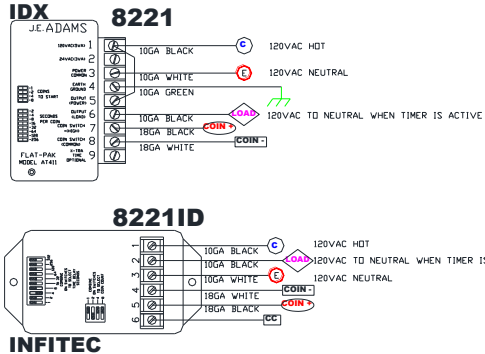 IDX
8221
J.E. ADAMS
120VAC(3VA) 1
24VAC(3VA) 2
POWER COMMON 3
EARTH GROUND 4
OUTPUT (POWER) 5
OUTPUT (LOAD) 6
COIN SWITCH (HIGH) 7
COIN SWITCH (COMMON) 8
X-TRA TIME OPTIONAL 9
COINS TO START
SECONDS PER COIN
FLAT-PAK
MODEL AT411
10GA BLACK C 120VAC HOT
10GA WHITE E 120VAC NEUTRAL
10GA GREEN
10GA BLACK LOAD 120VAC TO NEUTRAL WHEN TIMER IS ACTIVE
18GA BLACK COIN +
18GA WHITE COIN -
8221ID
1 10GA BLACK C 120VAC HOT
2 10GA BLACK LOAD 120VAC TO NEUTRAL WHEN TIMER IS
3 10GA WHITE E 120VAC NEUTRAL
4 18GA WHITE COIN -
5 18GA BLACK COIN +
6 CC
INFITEC